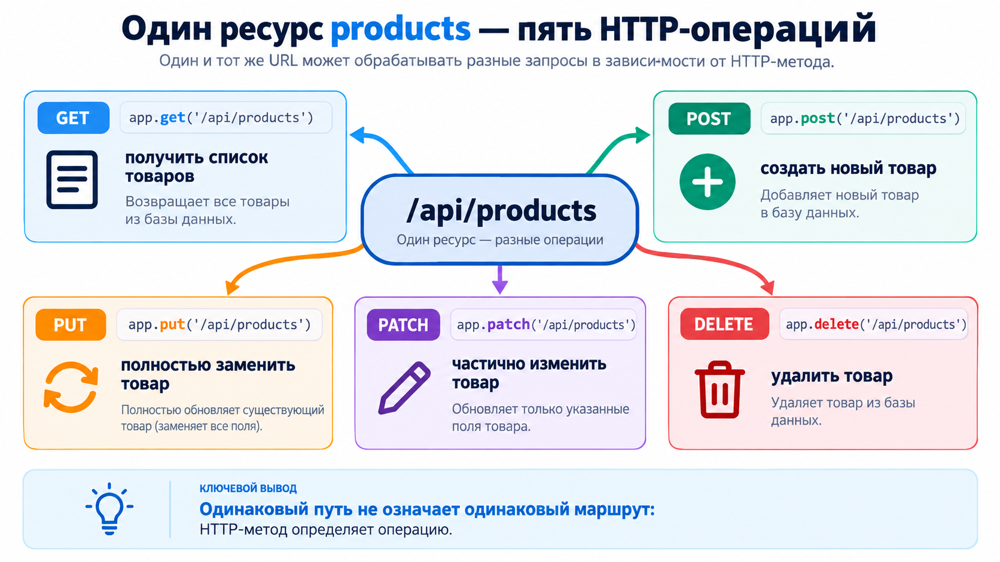 Один ресурс products — пять HTTP-операций
Один и тот же URL может обрабатывать разные запросы в зависимости от HTTP-метода.
GET
app.get('/api/products')
получить список
товаров
Возвращает все товары
из базы данных.
POST
app.post('/api/products')
создать новый товар
Добавляет новый товар
в базу данных.
/api/products
Один ресурс — разные операции
PUT
app.put('/api/products')
полностью заменить
товар
Полностью обновляет существующий
товар (заменяет все поля).
PATCH
app.patch('/api/products')
частично изменить
товар
Обновляет только указанные
поля товара.
DELETE
app.delete('/api/products')
удалить товар
Удаляет товар из базы
данных.
КЛЮЧЕВОЙ ВЫВОД
Одинаковый путь не означает одинаковый маршрут:
HTTP-метод определяет операцию.